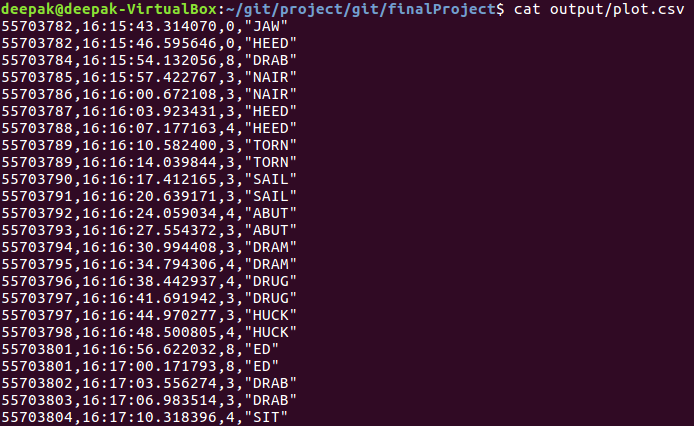 deepak@deepak-VirtualBox:~/git/project/git/finalProject$ cat output/plot.csv
55703782,16:15:43.314070,0,"JAW"
55703782,16:15:46.595646,0,"HEED"
55703784,16:15:54.132056,8,"DRAB"
55703785,16:15:57.422767,3,"NAIR"
55703786,16:16:00.672108,3,"NAIR"
55703787,16:16:03.923431,3,"HEED"
55703788,16:16:07.177163,4,"HEED"
55703789,16:16:10.582400,3,"TORN"
55703789,16:16:14.039844,3,"TORN"
55703790,16:16:17.412165,3,"SAIL"
55703791,16:16:20.639171,3,"SAIL"
55703792,16:16:24.059034,4,"ABUT"
55703793,16:16:27.554372,3,"ABUT"
55703794,16:16:30.994408,3,"DRAM"
55703795,16:16:34.794306,4,"DRAM"
55703796,16:16:38.442937,4,"DRUG"
55703797,16:16:41.691942,3,"DRUG"
55703797,16:16:44.970277,3,"HUCK"
55703798,16:16:48.500805,4,"HUCK"
55703801,16:16:56.622032,8,"ED"
55703801,16:17:00.171793,8,"ED"
55703802,16:17:03.556274,3,"DRAB"
55703803,16:17:06.983514,3,"DRAB"
55703804,16:17:10.318396,4,"SIT"